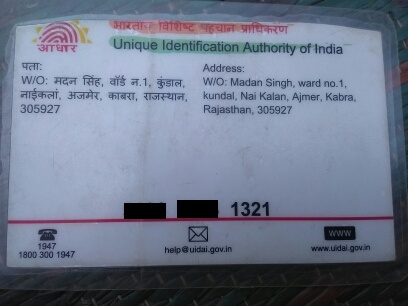 भारतीय विशिष्ट पहचान प्राधिकरण
आधार
Unique Identification Authority of India
पता:
W/O: मदन सिंह, वॉर्ड न.1, कुंडाल,
नाईकलां, अजमेर, काबरा, राजस्थान,
305927
Address:
W/O: Madan Singh, ward no.1,
kundal, Nai Kalan, Ajmer, Kabra,
Rajasthan, 305927
1321
1947
1800 300 1947
help@uidai.gov.in
www
www.uidai.gov.in